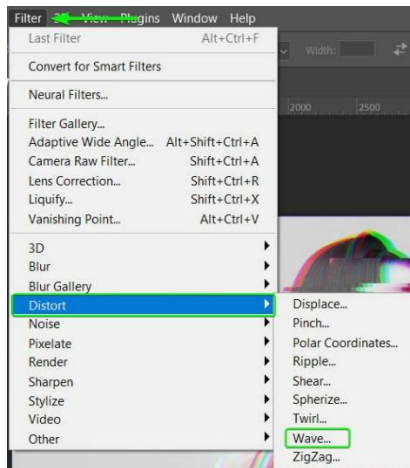 Filter 3D View Plugins Window Help
Last Filter Alt+Ctrl+F
Width:
Convert for Smart Filters
Neural Filters...
2000 2500
Filter Gallery...
Adaptive Wide Angle... Alt+Shift+Ctrl+A
Camera Raw Filter... Shift+Ctrl+A
Lens Correction... Shift+Ctrl+R
Liquify... Shift+Ctrl+X
Vanishing Point... Alt+Ctrl+V
3D
Blur
Blur Gallery
Distort
Noise
Pixelate
Render
Sharpen
Stylize
Video
Other
Displace...
Pinch...
Polar Coordinates...
Ripple...
Shear...
Spherize...
Twirl...
Wave...
ZigZag...